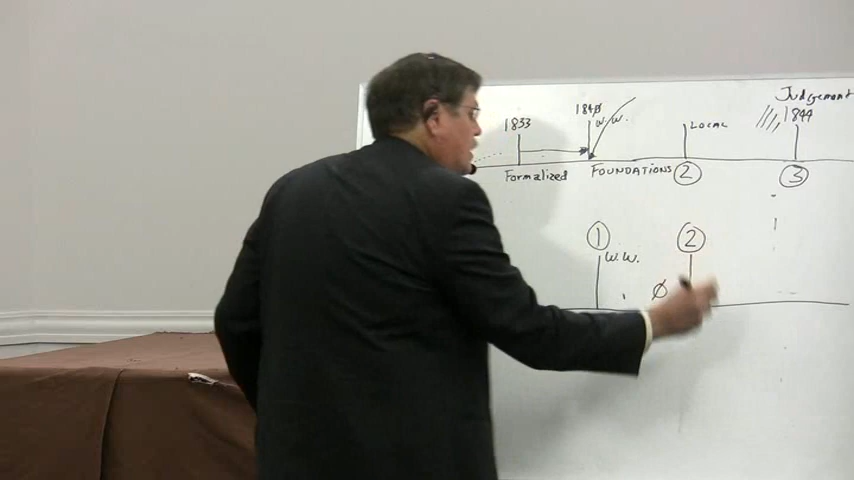 Judgement
1833 1840 1844
W.W. LOCAL
Formalized FOUNDATIONS 2 3
1 2
W.W.
Ø